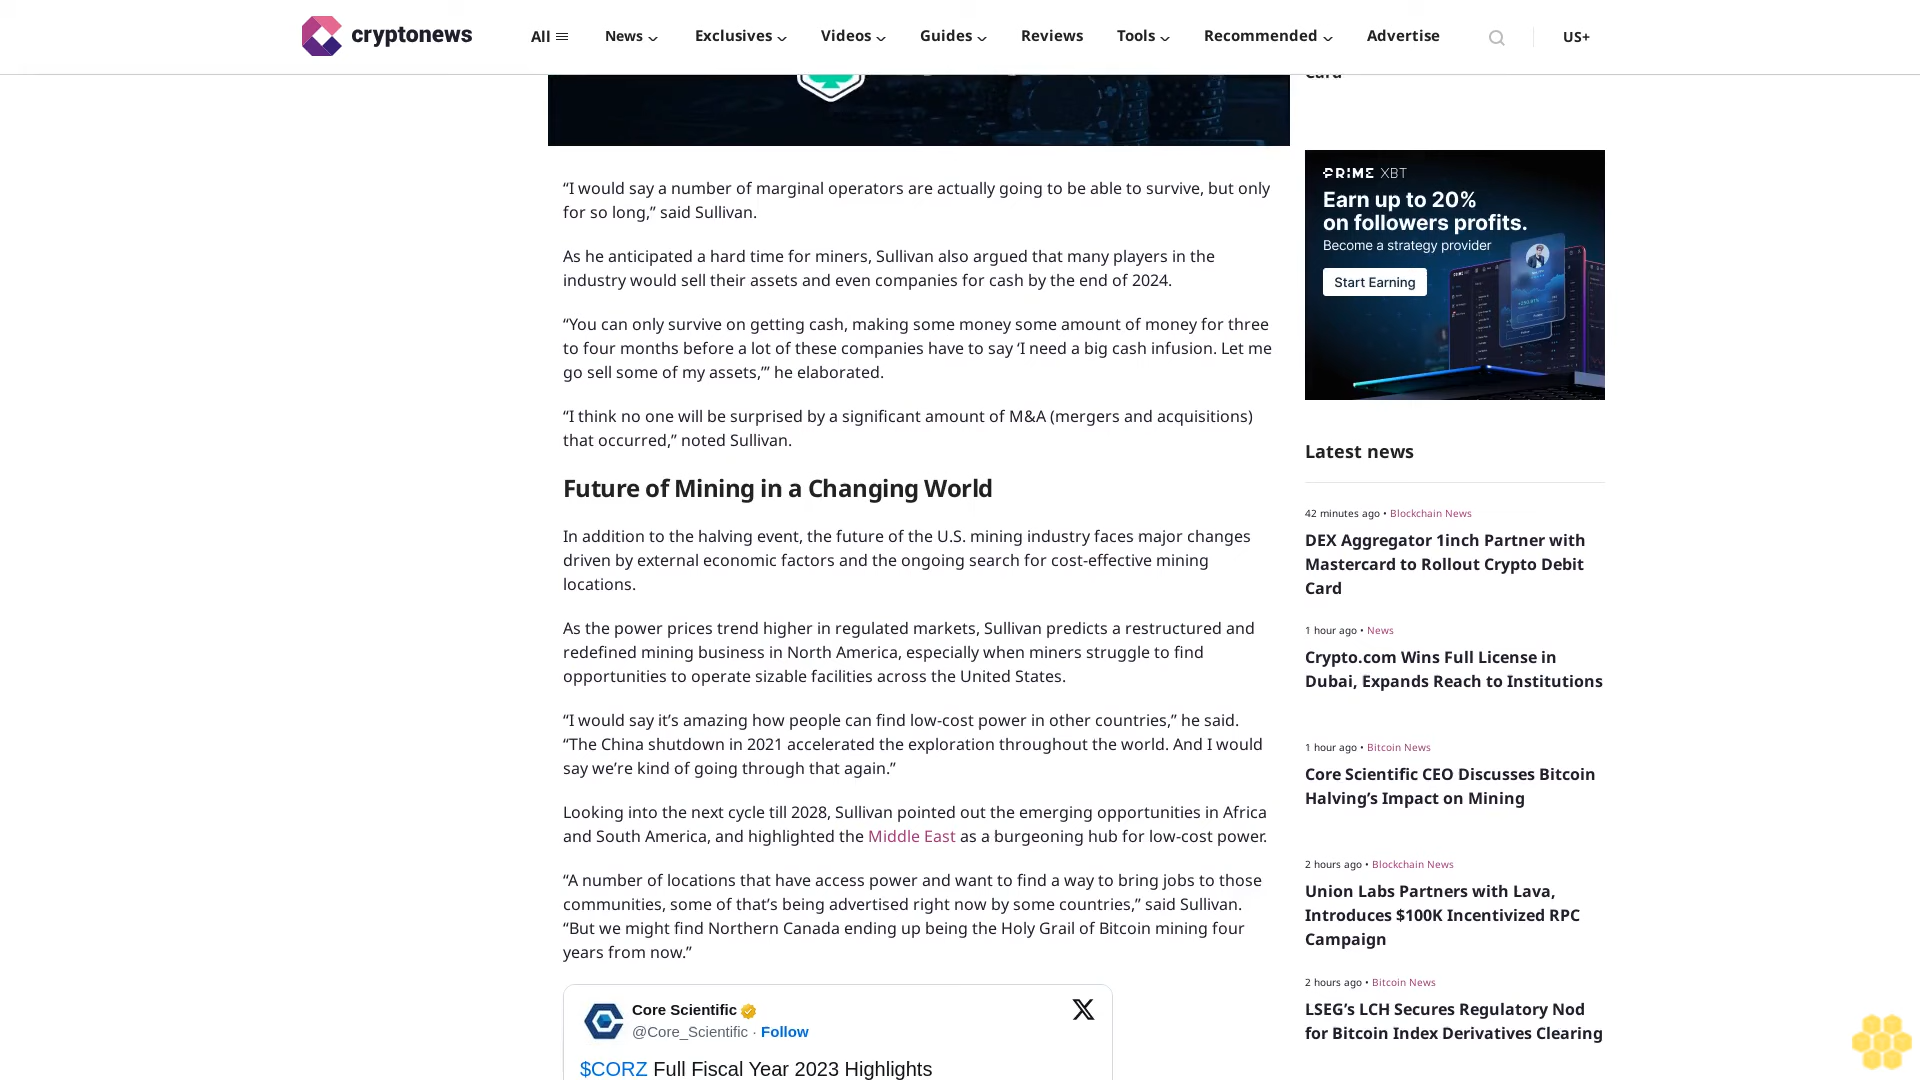 cryptonews
All
News
Exclusives
Videos
Guides
Reviews
Tools
Recommended
Advertise
US+
“I would say a number of marginal operators are actually going to be able to survive, but only
for so long,” said Sullivan.
As he anticipated a hard time for miners, Sullivan also argued that many players in the
industry would sell their assets and even companies for cash by the end of 2024.
“You can only survive on getting cash, making some money some amount of money for three
to four months before a lot of these companies have to say ‘I need a big cash infusion. Let me
go sell some of my assets,’” he elaborated.
“I think no one will be surprised by a significant amount of M&A (mergers and acquisitions)
that occurred,” noted Sullivan.
Future of Mining in a Changing World
In addition to the halving event, the future of the U.S. mining industry faces major changes
driven by external economic factors and the ongoing search for cost-effective mining
locations.
As the power prices trend higher in regulated markets, Sullivan predicts a restructured and
redefined mining business in North America, especially when miners struggle to find
opportunities to operate sizable facilities across the United States.
“I would say it’s amazing how people can find low-cost power in other countries,” he said.
“The China shutdown in 2021 accelerated the exploration throughout the world. And I would
say we’re kind of going through that again.”
Looking into the next cycle till 2028, Sullivan pointed out the emerging opportunities in Africa
and South America, and highlighted the Middle East as a burgeoning hub for low-cost power.
“A number of locations that have access power and want to find a way to bring jobs to those
communities, some of that’s being advertised right now by some countries,” said Sullivan.
“But we might find Northern Canada ending up being the Holy Grail of Bitcoin mining four
years from now.”
Core Scientific
@Core_Scientific · Follow
$CORZ Full Fiscal Year 2023 Highlights
Card
PRIME XBT
Earn up to 20%
on followers profits.
Become a strategy provider
Start Earning
Latest news
42 minutes ago • Blockchain News
DEX Aggregator 1inch Partner with
Mastercard to Rollout Crypto Debit
Card
1 hour ago • News
Crypto.com Wins Full License in
Dubai, Expands Reach to Institutions
1 hour ago • Bitcoin News
Core Scientific CEO Discusses Bitcoin
Halving’s Impact on Mining
2 hours ago • Blockchain News
Union Labs Partners with Lava,
Introduces $100K Incentivized RPC
Campaign
2 hours ago • Bitcoin News
LSEG’s LCH Secures Regulatory Nod
for Bitcoin Index Derivatives Clearing